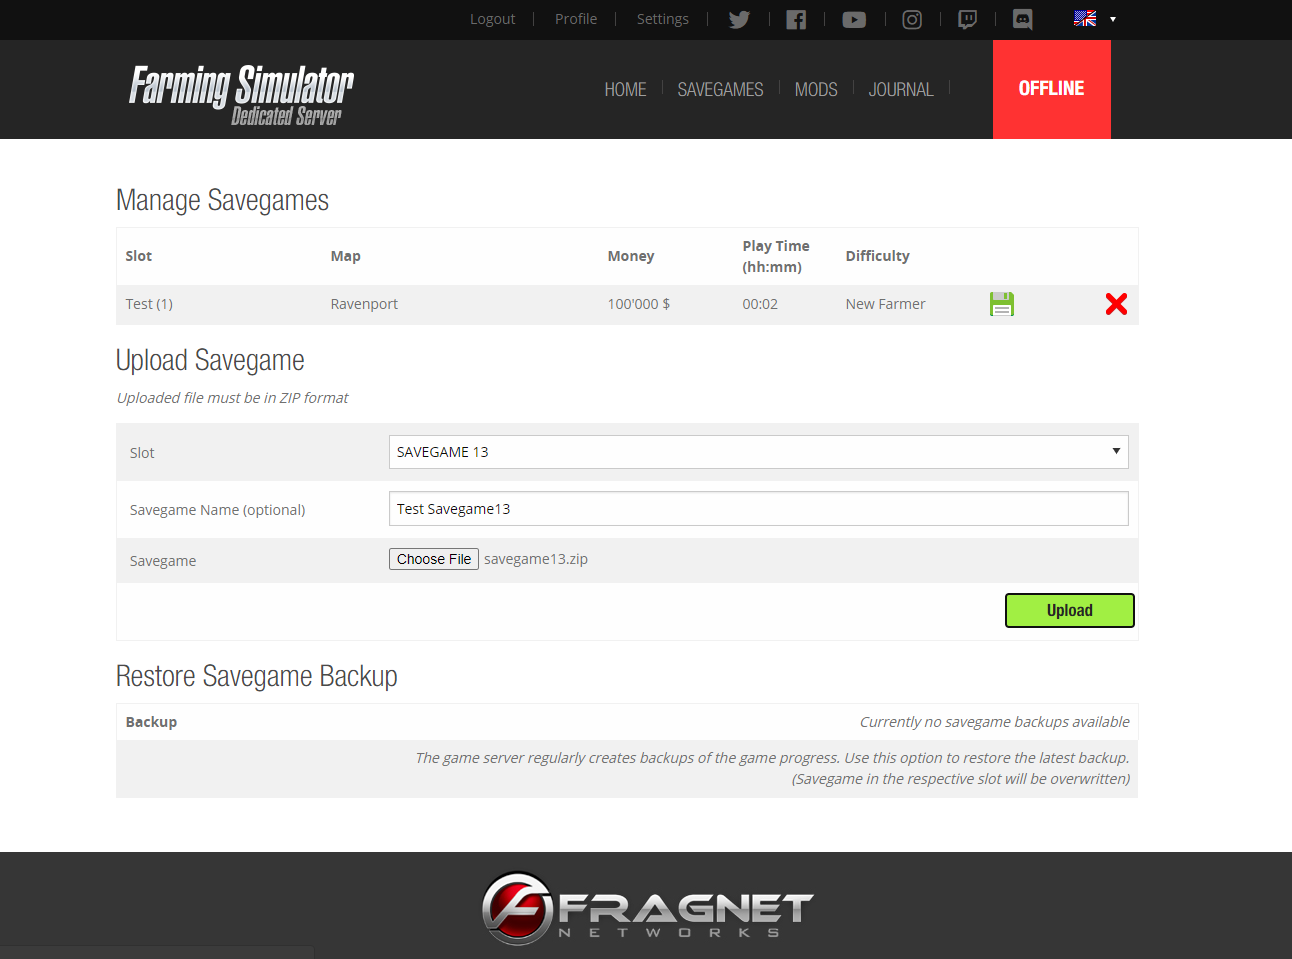 Logout Profile Settings
Farming Simulator
Dedicated Server
HOME SAVEGAMES MODS JOURNAL OFFLINE
Manage Savegames
Slot Map Money Play Time (hh:mm) Difficulty
Test (1) Ravenport 100'000 $ 00:02 New Farmer
Upload Savegame
Uploaded file must be in ZIP format
Slot SAVEGAME 13
Savegame Name (optional) Test Savegame13
Savegame Choose File savegame13.zip
Upload
Restore Savegame Backup
Backup Currently no savegame backups available
The game server regularly creates backups of the game progress. Use this option to restore the latest backup.
(Savegame in the respective slot will be overwritten)
FRAGNET
NETWORKS